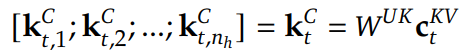 [𝐤^C_{t,1}; 𝐤^C_{t,2}; ...; 𝐤^C_{t,n_h}] = 𝐤^C_t = W^{UK} 𝐜^{KV}_t